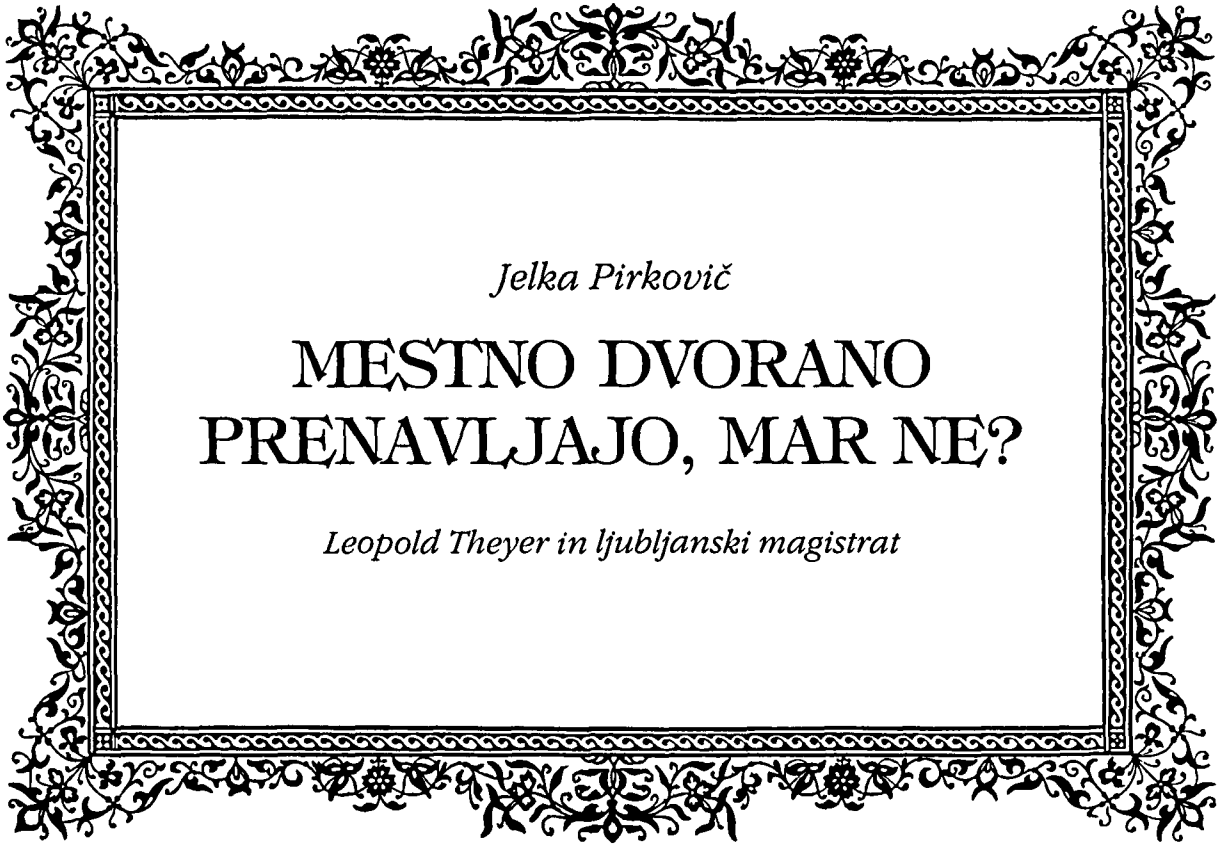 Jelka Pirkovič
MESTNO DVORANO
PRENAVLJAJO, MAR NE?
Leopold Theyer in ljubljanski magistrat